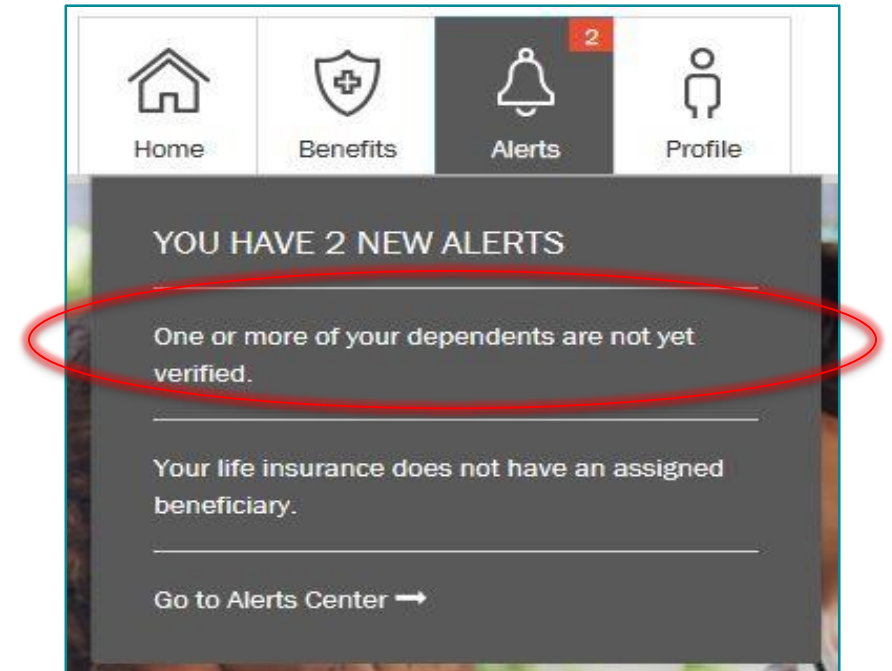 2
Home Benefits Alerts Profile
YOU HAVE 2 NEW ALERTS
One or more of your dependents are not yet
verified.
Your life insurance does not have an assigned
beneficiary.
Go to Alerts Center →